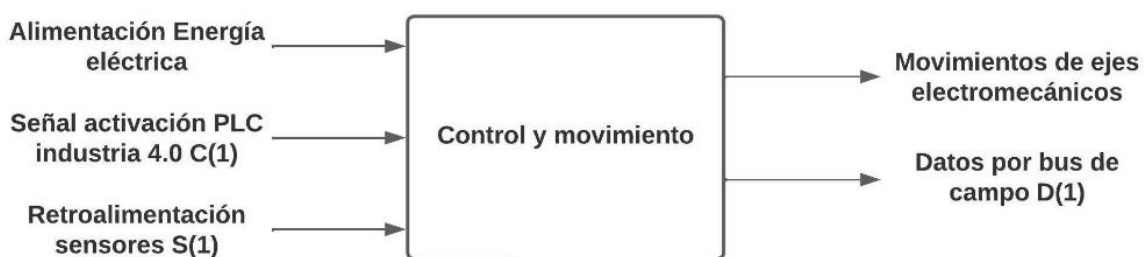 Alimentación Energía
eléctrica
Señal activación PLC
industria 4.0 C(1)
Retroalimentación
sensores S(1)
Control y movimiento
Movimientos de ejes
electromecánicos
Datos por bus de
campo D(1)